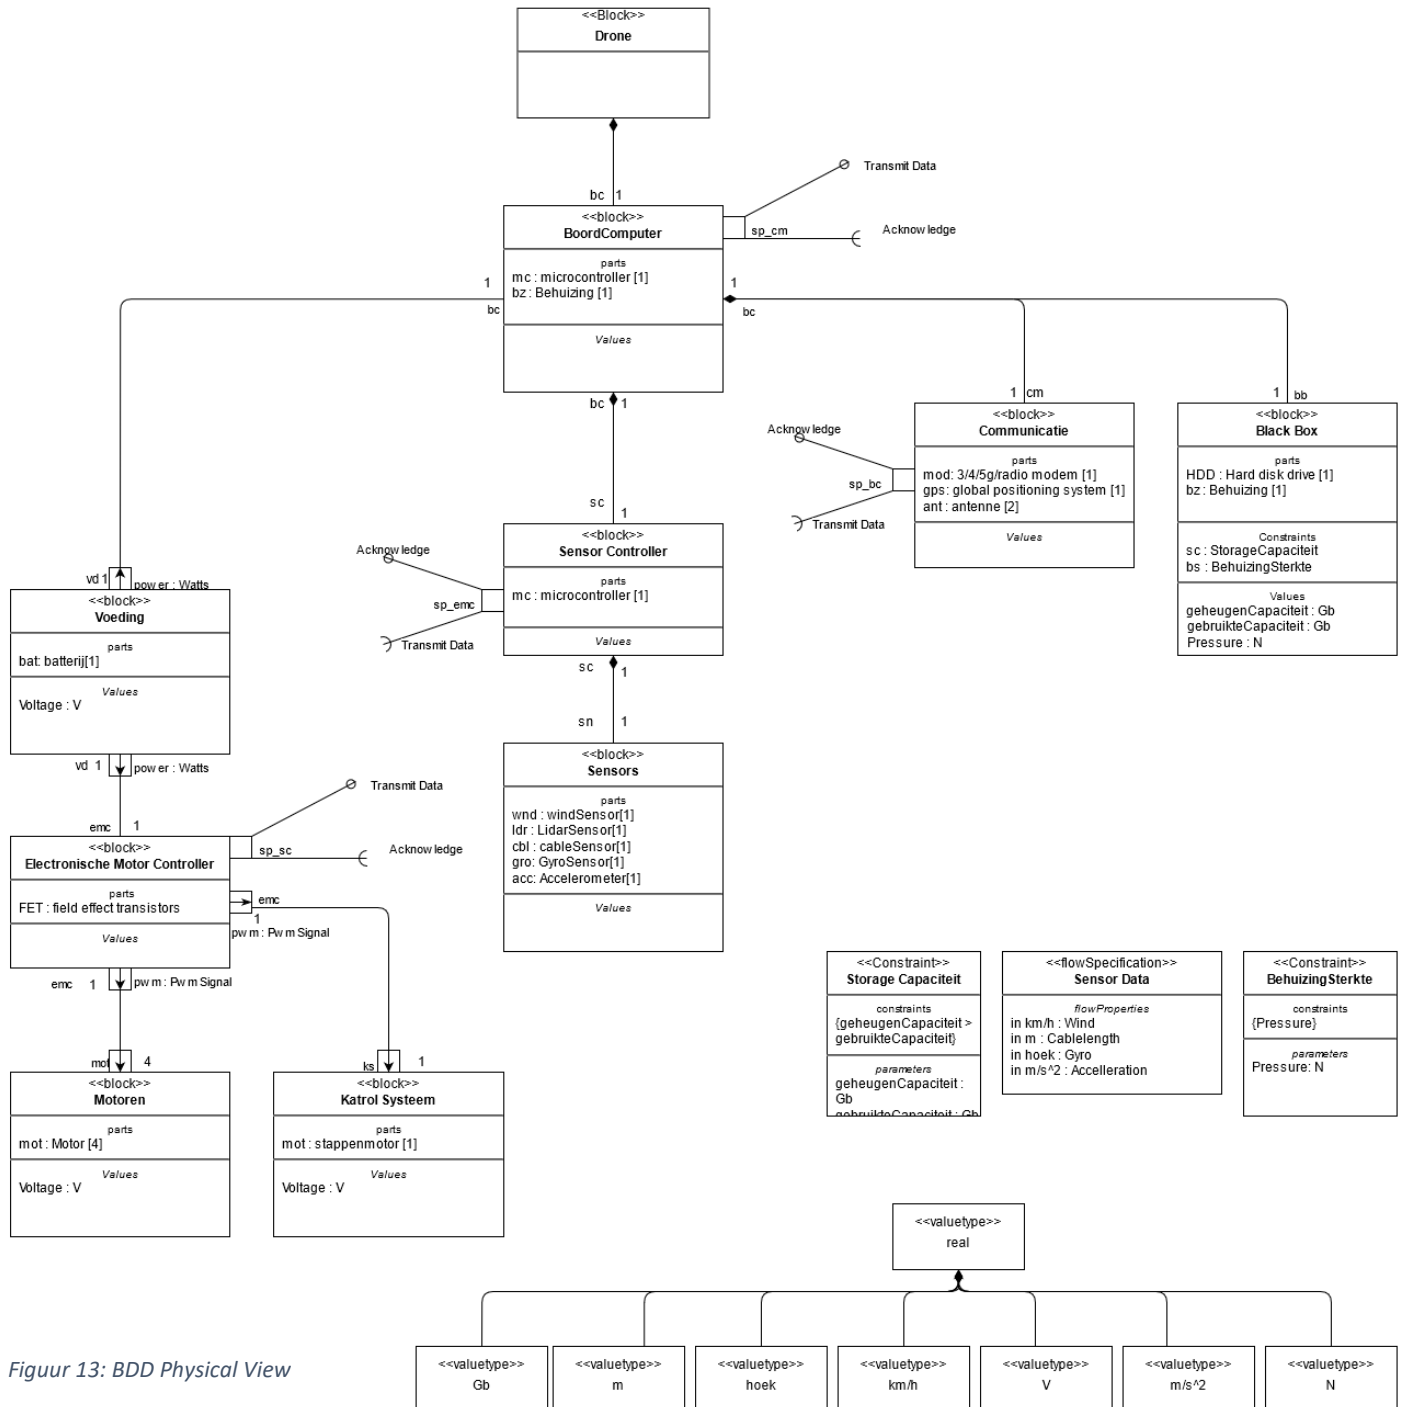 <<Block>>
Drone
bc 1
Transmit Data
sp_cm
Acknowledge
<<block>>
BoordComputer
parts
mc : microcontroller [1]
bz : Behuizing [1]
Values
1
bc
1
bc
bc 1
1 cm
1 bb
<<block>>
Communicatie
parts
mod: 3/4/5g/radio modem [1]
gps: global positioning system [1]
ant : antenne [2]
Values
Acknowledge
sp_bc
Transmit Data
<<block>>
Black Box
parts
HDD : Hard disk drive [1]
bz : Behuizing [1]
Constraints
sc : StorageCapaciteit
bs : BehuizingSterkte
Values
geheugenCapaciteit : Gb
gebruikteCapaciteit : Gb
Pressure : N
sc
1
<<block>>
Sensor Controller
parts
mc : microcontroller [1]
Values
Acknowledge
sp_emc
Transmit Data
sc
1
sn 1
vd 1
power : Watts
<<block>>
Voeding
parts
bat: batterij[1]
Values
Voltage : V
vd 1
power : Watts
<<block>>
Sensors
parts
wnd : windSensor[1]
ldr : LidarSensor[1]
cbl : cableSensor[1]
gro: GyroSensor[1]
acc: Accelerometer[1]
Values
emc 1
Transmit Data
sp_sc
Acknowledge
<<block>>
Electronische Motor Controller
parts
FET : field effect transistors
Values
emc
1
pwm : Pwm Signal
emc 1
pwm : Pwm Signal
mot 4
ks 1
<<block>>
Motoren
parts
mot : Motor [4]
Values
Voltage : V
<<block>>
Katrol Systeem
parts
mot : stappenmotor [1]
Values
Voltage : V
<<Constraint>>
Storage Capaciteit
constraints
{geheugenCapaciteit >
gebruikteCapaciteit}
parameters
geheugenCapaciteit :
Gb
gebruikteCapaciteit : Gb
<<flowSpecification>>
Sensor Data
flowProperties
in km/h : Wind
in m : Cablelength
in hoek : Gyro
in m/s^2 : Accelleration
<<Constraint>>
BehuizingSterkte
constraints
{Pressure}
parameters
Pressure: N
<<valuetype>>
real
<<valuetype>>
Gb
<<valuetype>>
m
<<valuetype>>
hoek
<<valuetype>>
km/h
<<valuetype>>
V
<<valuetype>>
m/s^2
<<valuetype>>
N
Figuur 13: BDD Physical View